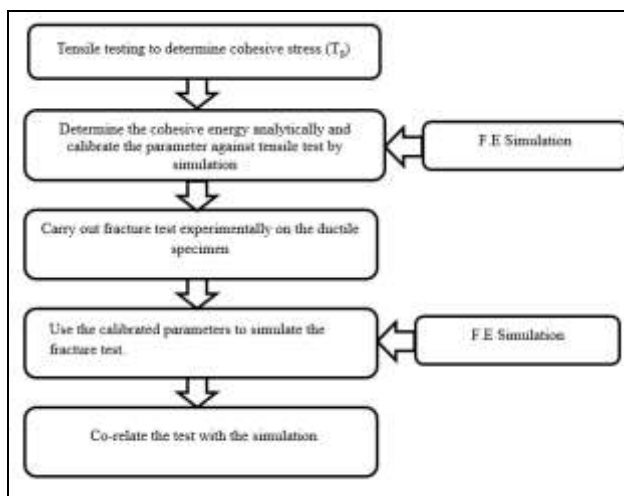 Tensile testing to determine cohesive stress (T₀)
Determine the cohesive energy analytically and
calibrate the parameter against tensile test by
simulation
F.E Simulation
Carry out fracture test experimentally on the ductile
specimen
Use the calibrated parameters to simulate the
fracture test.
F.E Simulation
Co-relate the test with the simulation